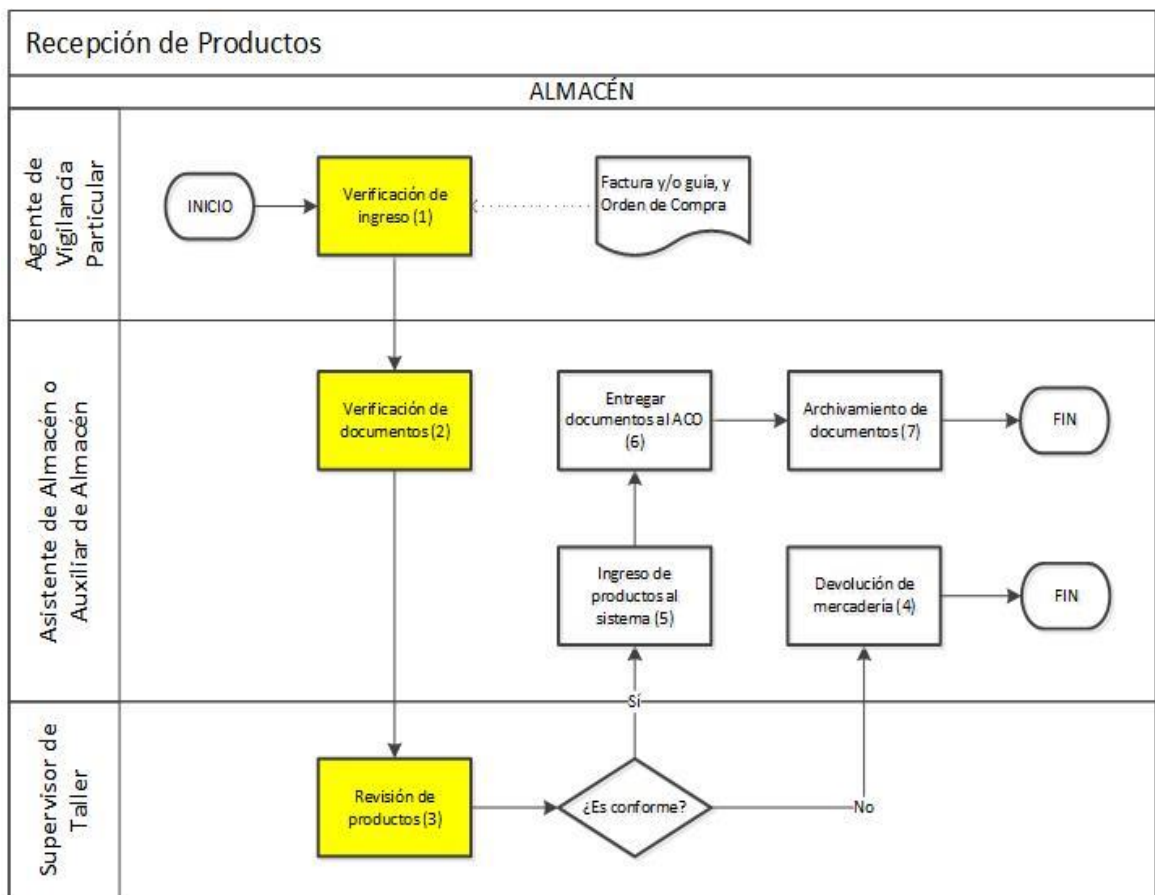 Recepción de Productos
ALMACÉN
Agente de
Vigilancia
Particular
INICIO
Verificación de
ingreso (1)
Factura y/o guía, y
Orden de Compra
Asistente de Almacén o
Auxiliar de Almacén
Verificación de
documentos (2)
Entregar
documentos al ACO
(6)
Archivamiento de
documentos (7)
FIN
Ingreso de
productos al
sistema (5)
Devolución de
mercadería (4)
FIN
Sí
Supervisor de
Taller
Revisión de
productos (3)
¿Es conforme?
No